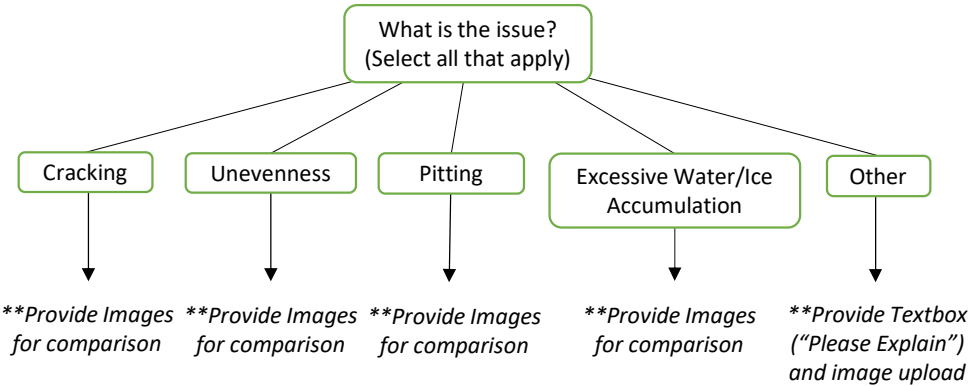 What is the issue?
(Select all that apply)
Cracking
Unevenness
Pitting
Excessive Water/Ice
Accumulation
Other
**Provide Images
for comparison
**Provide Images
for comparison
**Provide Images
for comparison
**Provide Images
for comparison
**Provide Textbox
(“Please Explain”)
and image upload